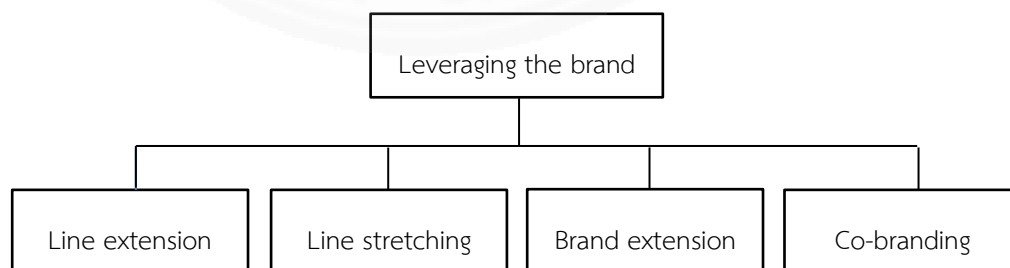 Leveraging the brand
Line extension
Line stretching
Brand extension
Co-branding